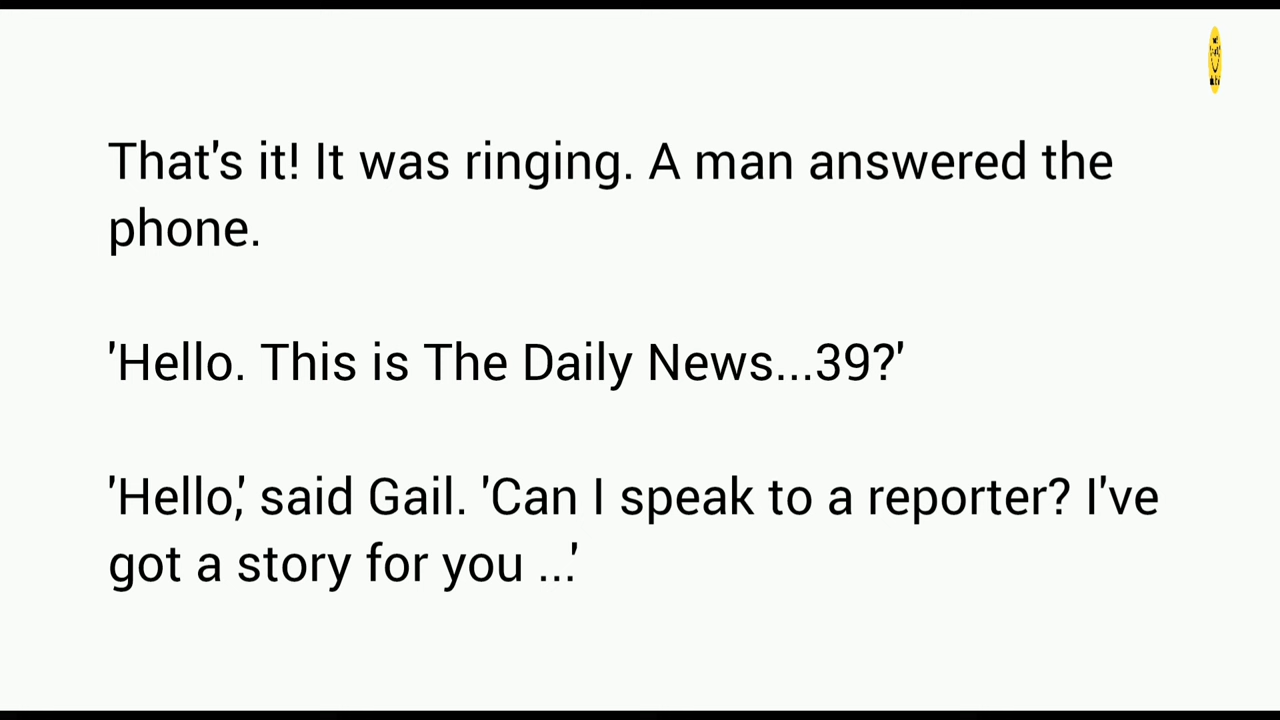 That's it! It was ringing. A man answered the
phone.
'Hello. This is The Daily News...39?'
'Hello,' said Gail. 'Can I speak to a reporter? I've
got a story for you ...'